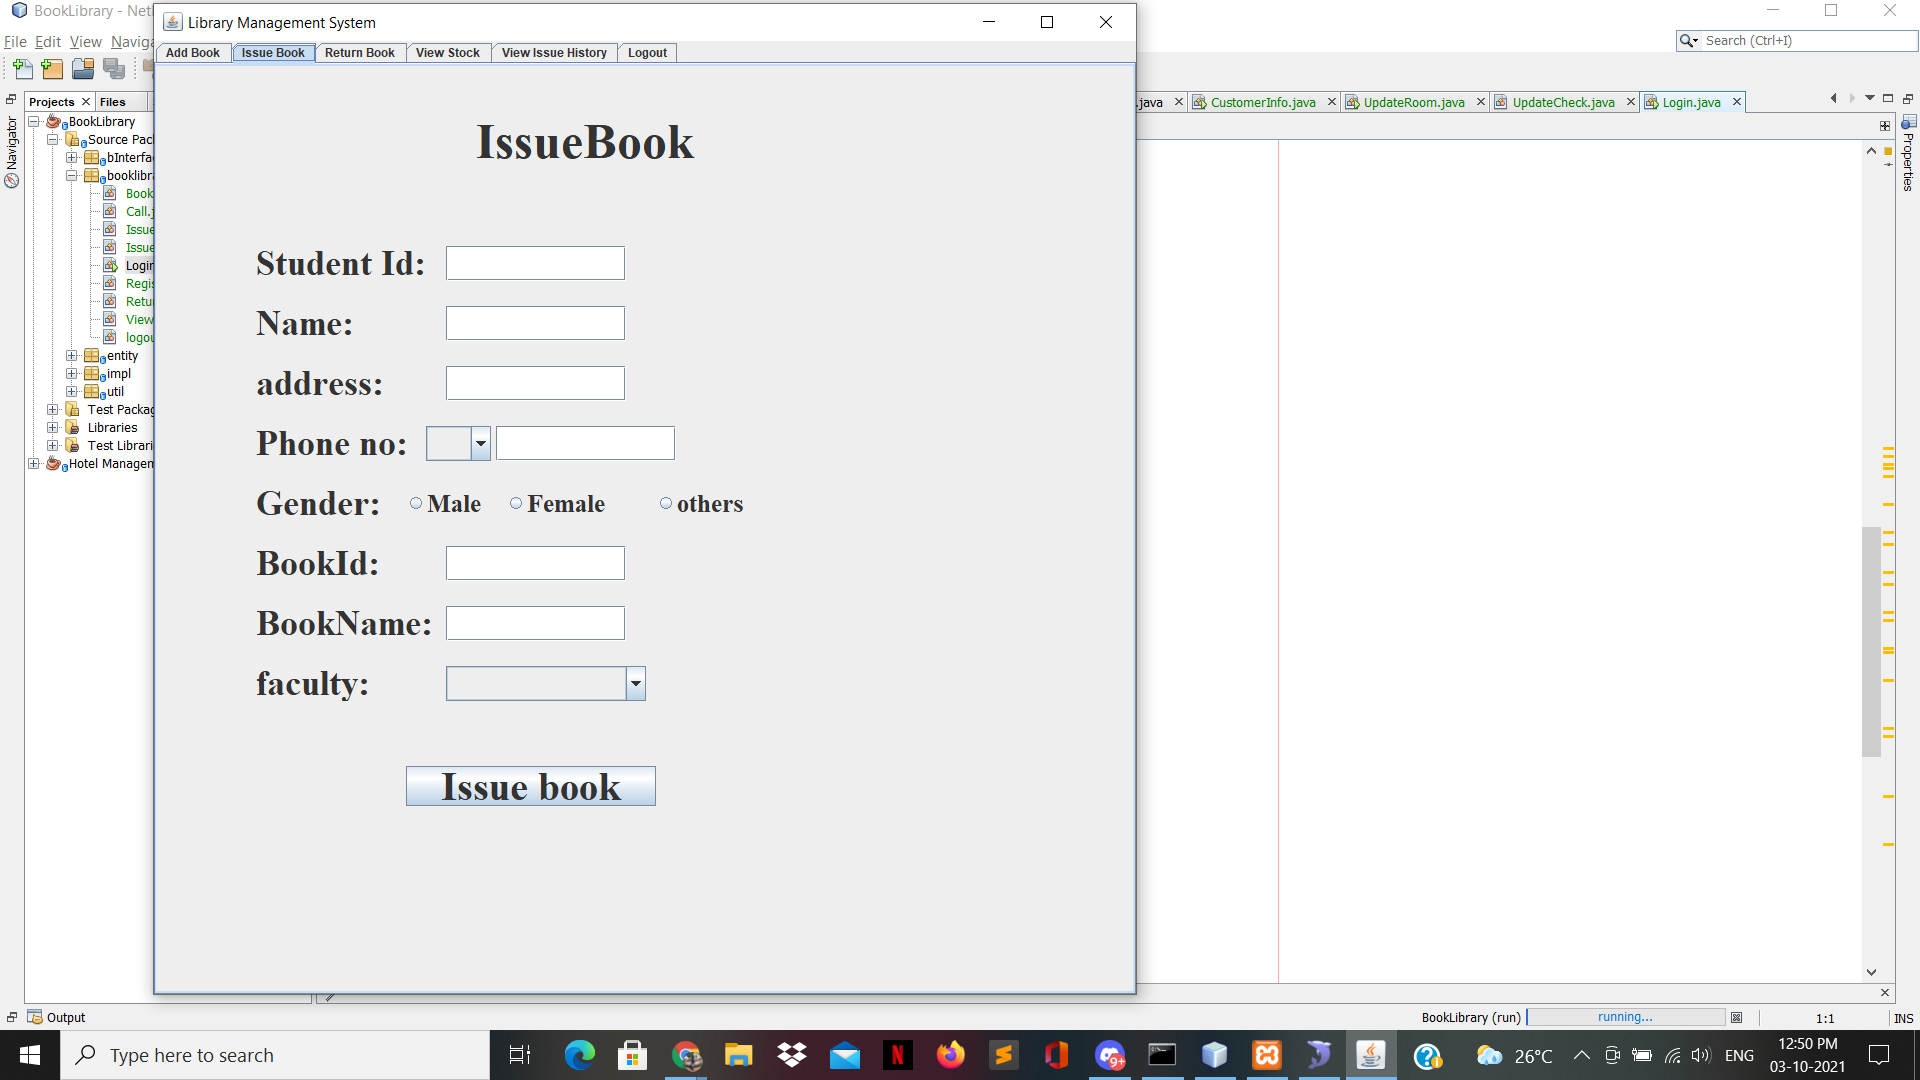 BookLibrary - Net
Library Management System
File Edit View Naviga
Search (Ctrl+I)
Add Book Issue Book Return Book View Stock View Issue History Logout
Projects Files
.java CustomerInfo.java UpdateRoom.java UpdateCheck.java Login.java
Navigator
Properties
BookLibrary
Source Pac
bInterfa
booklibra
Book
Call.j
Issue
Issue
Login
Regis
Retu
View
logou
entity
impl
util
Test Packag
Libraries
Test Librari
Hotel Managem
IssueBook
Student Id:
Name:
address:
Phone no:
Gender: Male Female others
BookId:
BookName:
faculty:
Issue book
Output
BookLibrary (run) running... 1:1 INS
Type here to search
N
9+
26°C
ENG
12:50 PM
03-10-2021